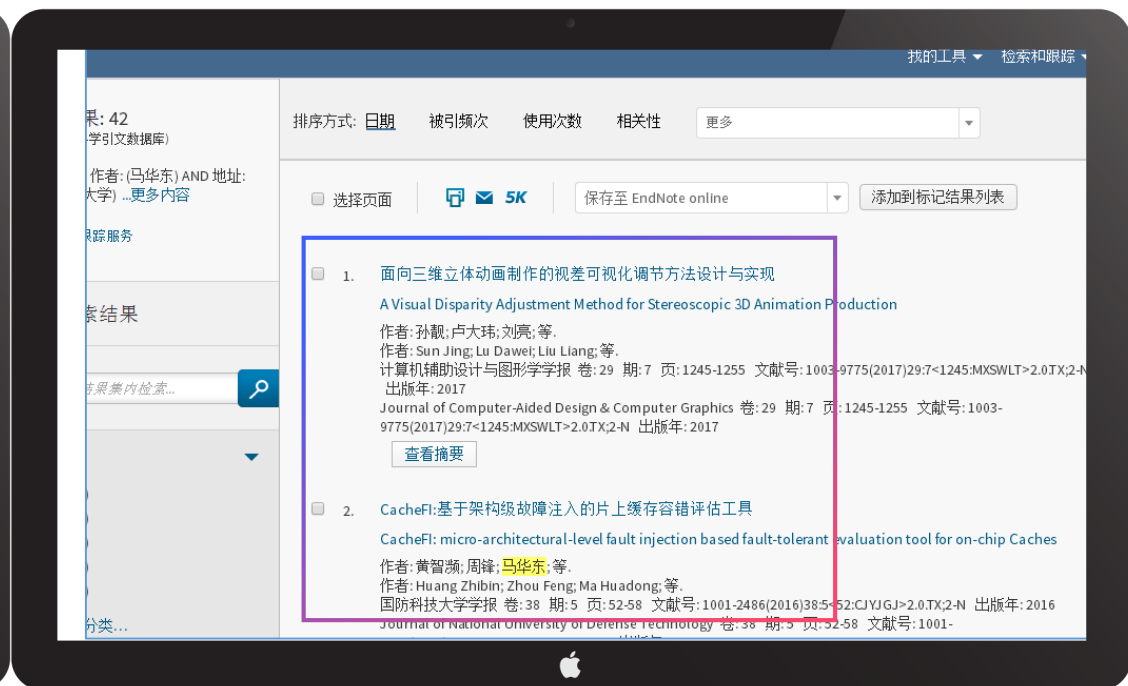 我的工具 检索和跟踪
果: 42
学引文数据库)
作者: (马华东) AND 地址:
大学) ...更多内容
跟踪服务
索结果
结果集内检索...
分类...
排序方式: 日期 被引频次 使用次数 相关性 更多
选择页面 5K 保存至 EndNote online 添加到标记结果列表
1. 面向三维立体动画制作的视差可视化调节方法设计与实现
A Visual Disparity Adjustment Method for Stereoscopic 3D Animation Production
作者: 孙靓; 卢大玮; 刘亮; 等.
作者: Sun Jing; Lu Dawei; Liu Liang; 等.
计算机辅助设计与图形学学报 卷: 29 期: 7 页: 1245-1255 文献号: 1003-9775(2017)29:7<1245:MXSWLT>2.0.TX;2-N
出版年: 2017
Journal of Computer-Aided Design & Computer Graphics 卷: 29 期: 7 页: 1245-1255 文献号: 1003-
9775(2017)29:7<1245:MXSWLT>2.0.TX;2-N 出版年: 2017
查看摘要
2. CacheFI:基于架构级故障注入的片上缓存容错评估工具
CacheFI: micro-architectural-level fault injection based fault-tolerant evaluation tool for on-chip Caches
作者: 黄智濒; 周锋; 马华东; 等.
作者: Huang Zhibin; Zhou Feng; Ma Huadong; 等.
国防科技大学学报 卷: 38 期: 5 页: 52-58 文献号: 1001-2486(2016)38:5<52:CJYJGJ>2.0.TX;2-N 出版年: 2016
Journal of National University of Defense Technology 卷: 38 期: 5 页: 52-58 文献号: 1001-